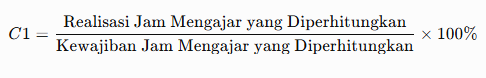 C1 = Realisasi Jam Mengajar yang Diperhitungkan / Kewajiban Jam Mengajar yang Diperhitungkan × 100%